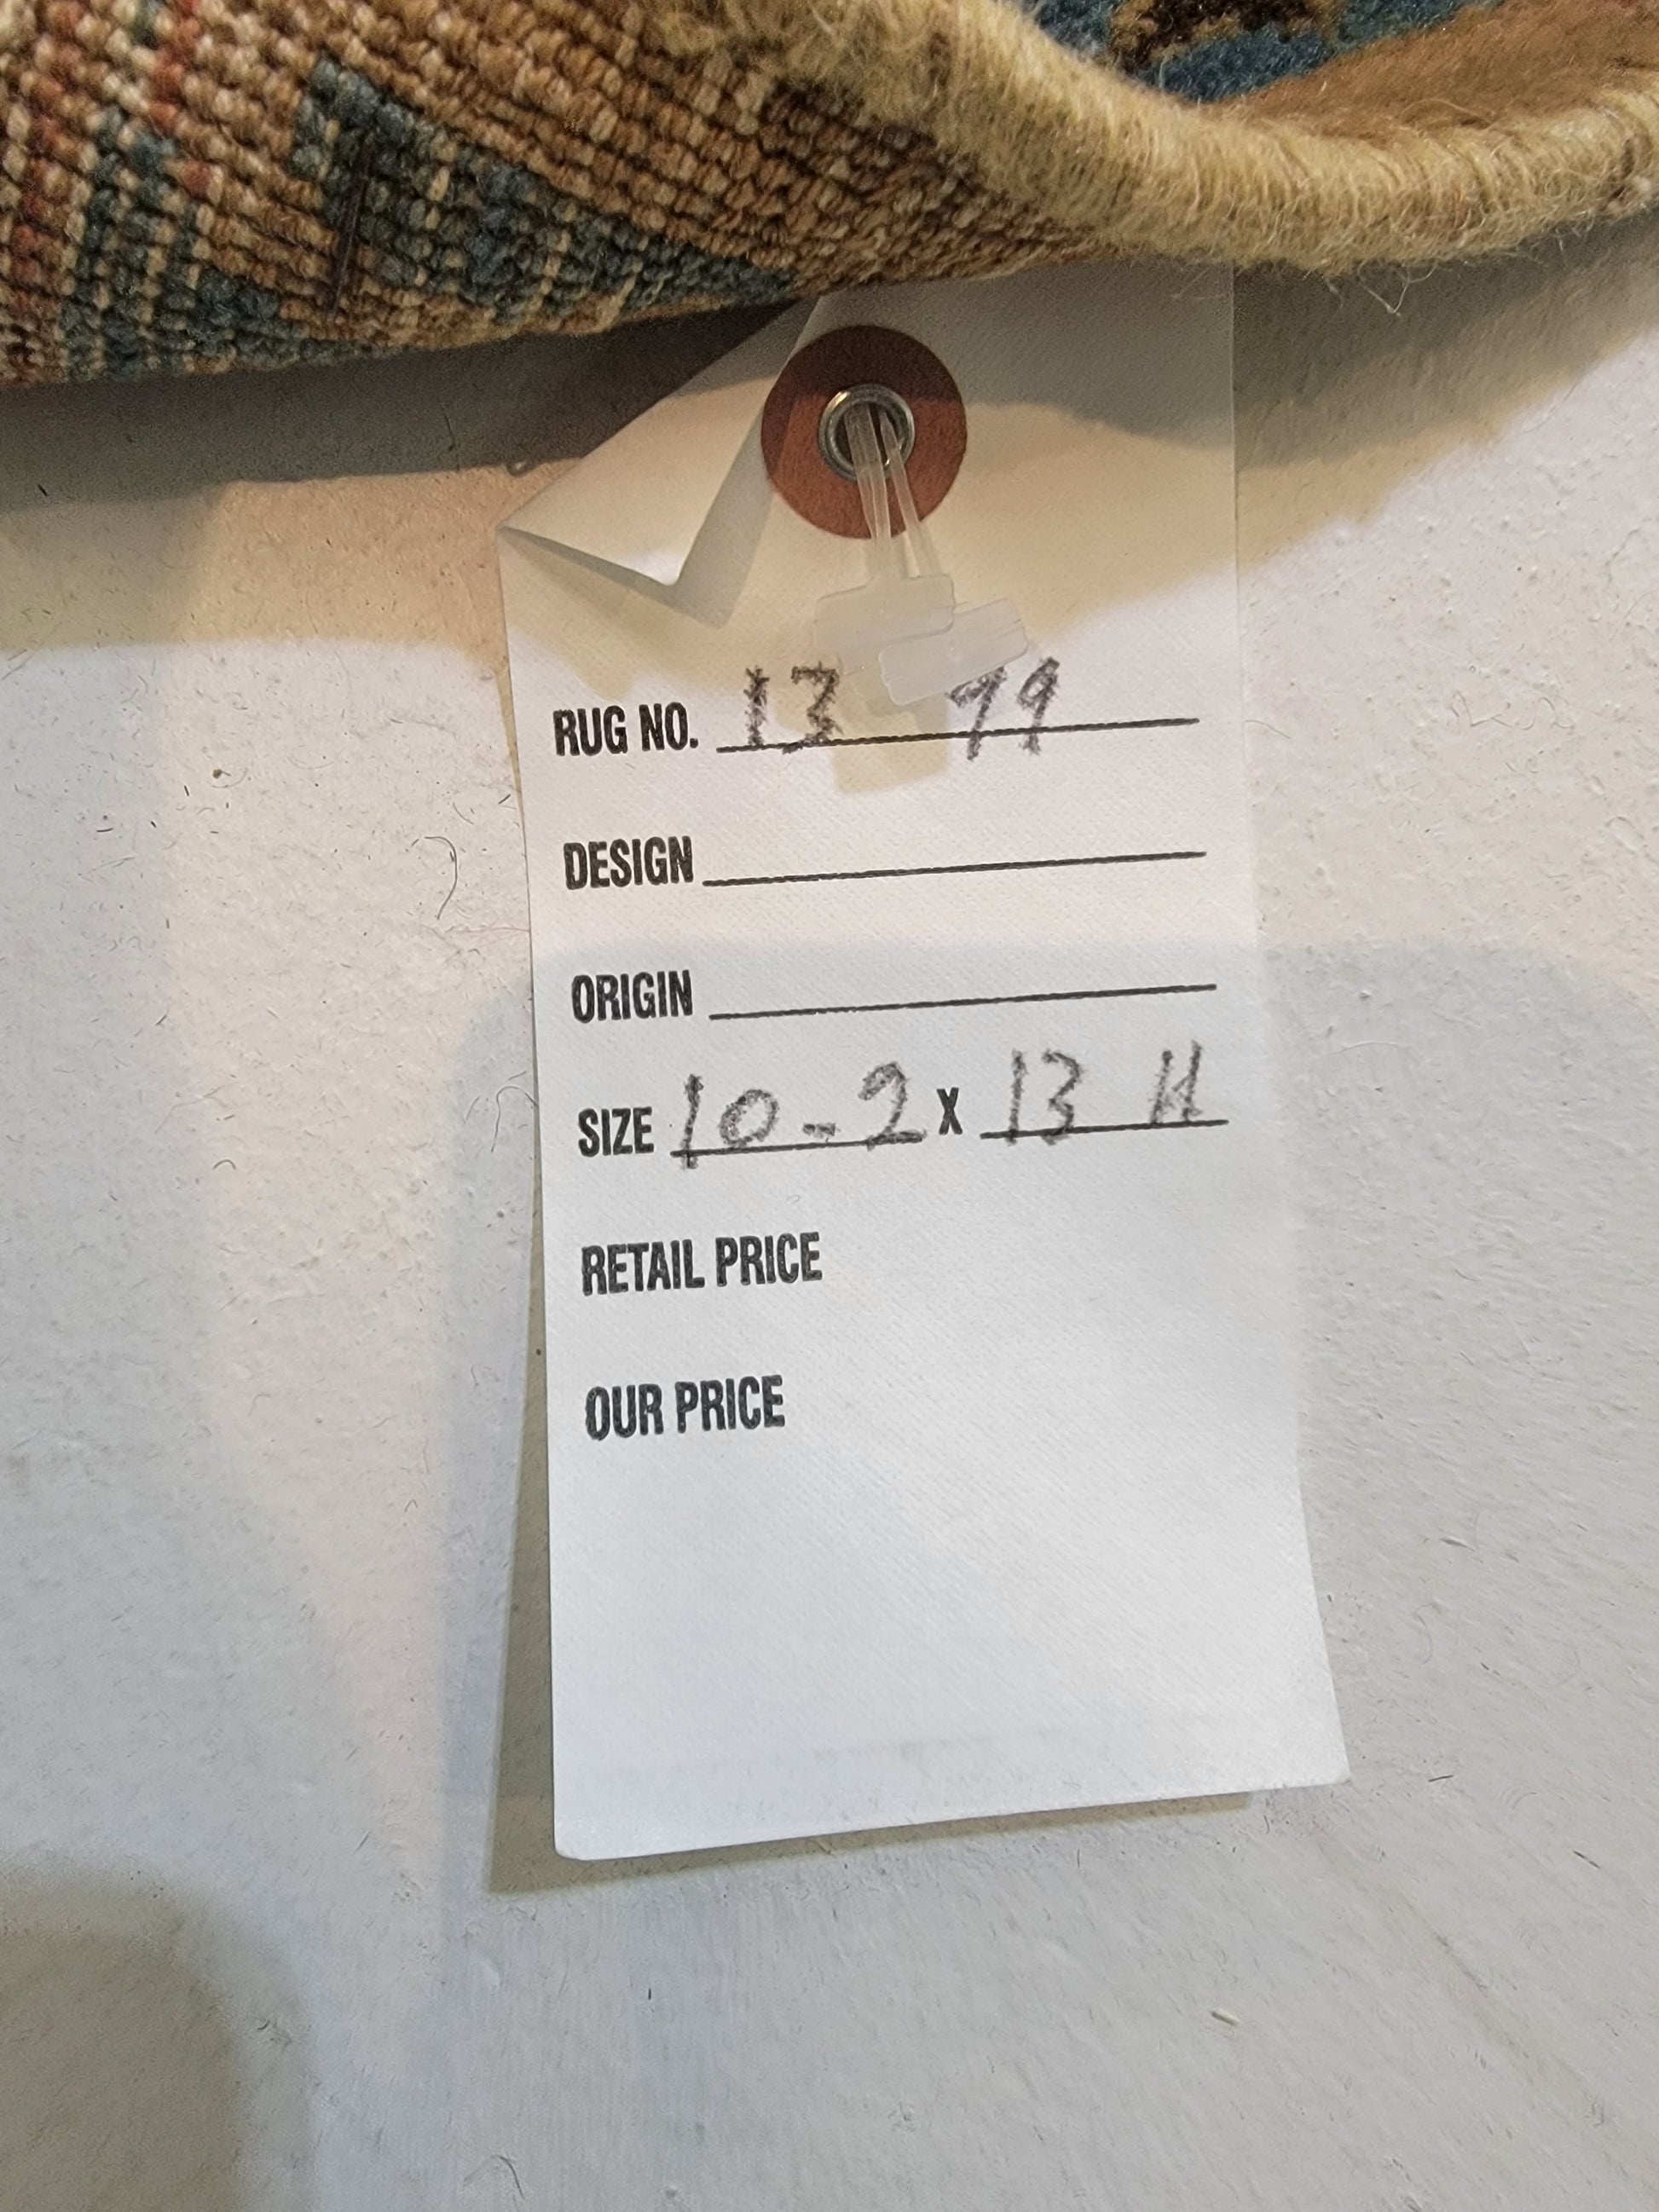 RUG NO. 13 99
DESIGN
ORIGIN
SIZE 10-2 X 13 11
RETAIL PRICE
OUR PRICE